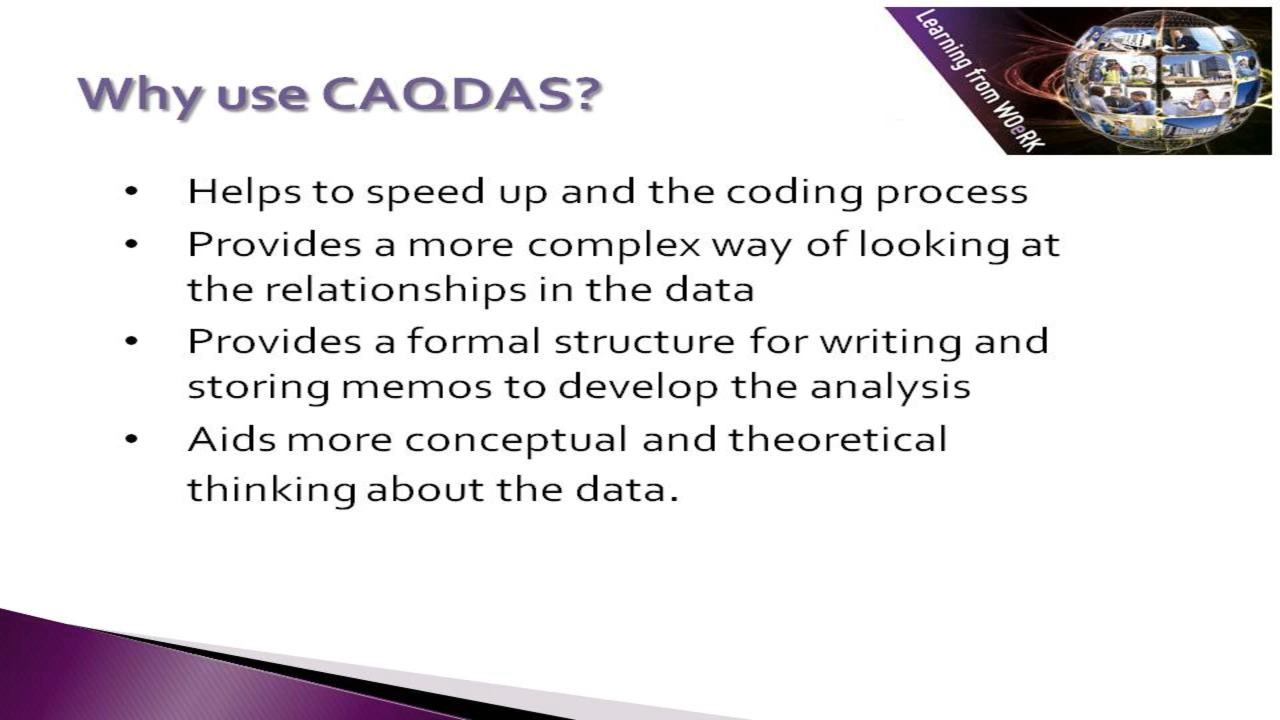 Learning from WOeRK
Why use CAQDAS?
• Helps to speed up and the coding process
• Provides a more complex way of looking at
the relationships in the data
• Provides a formal structure for writing and
storing memos to develop the analysis
• Aids more conceptual and theoretical
thinking about the data.